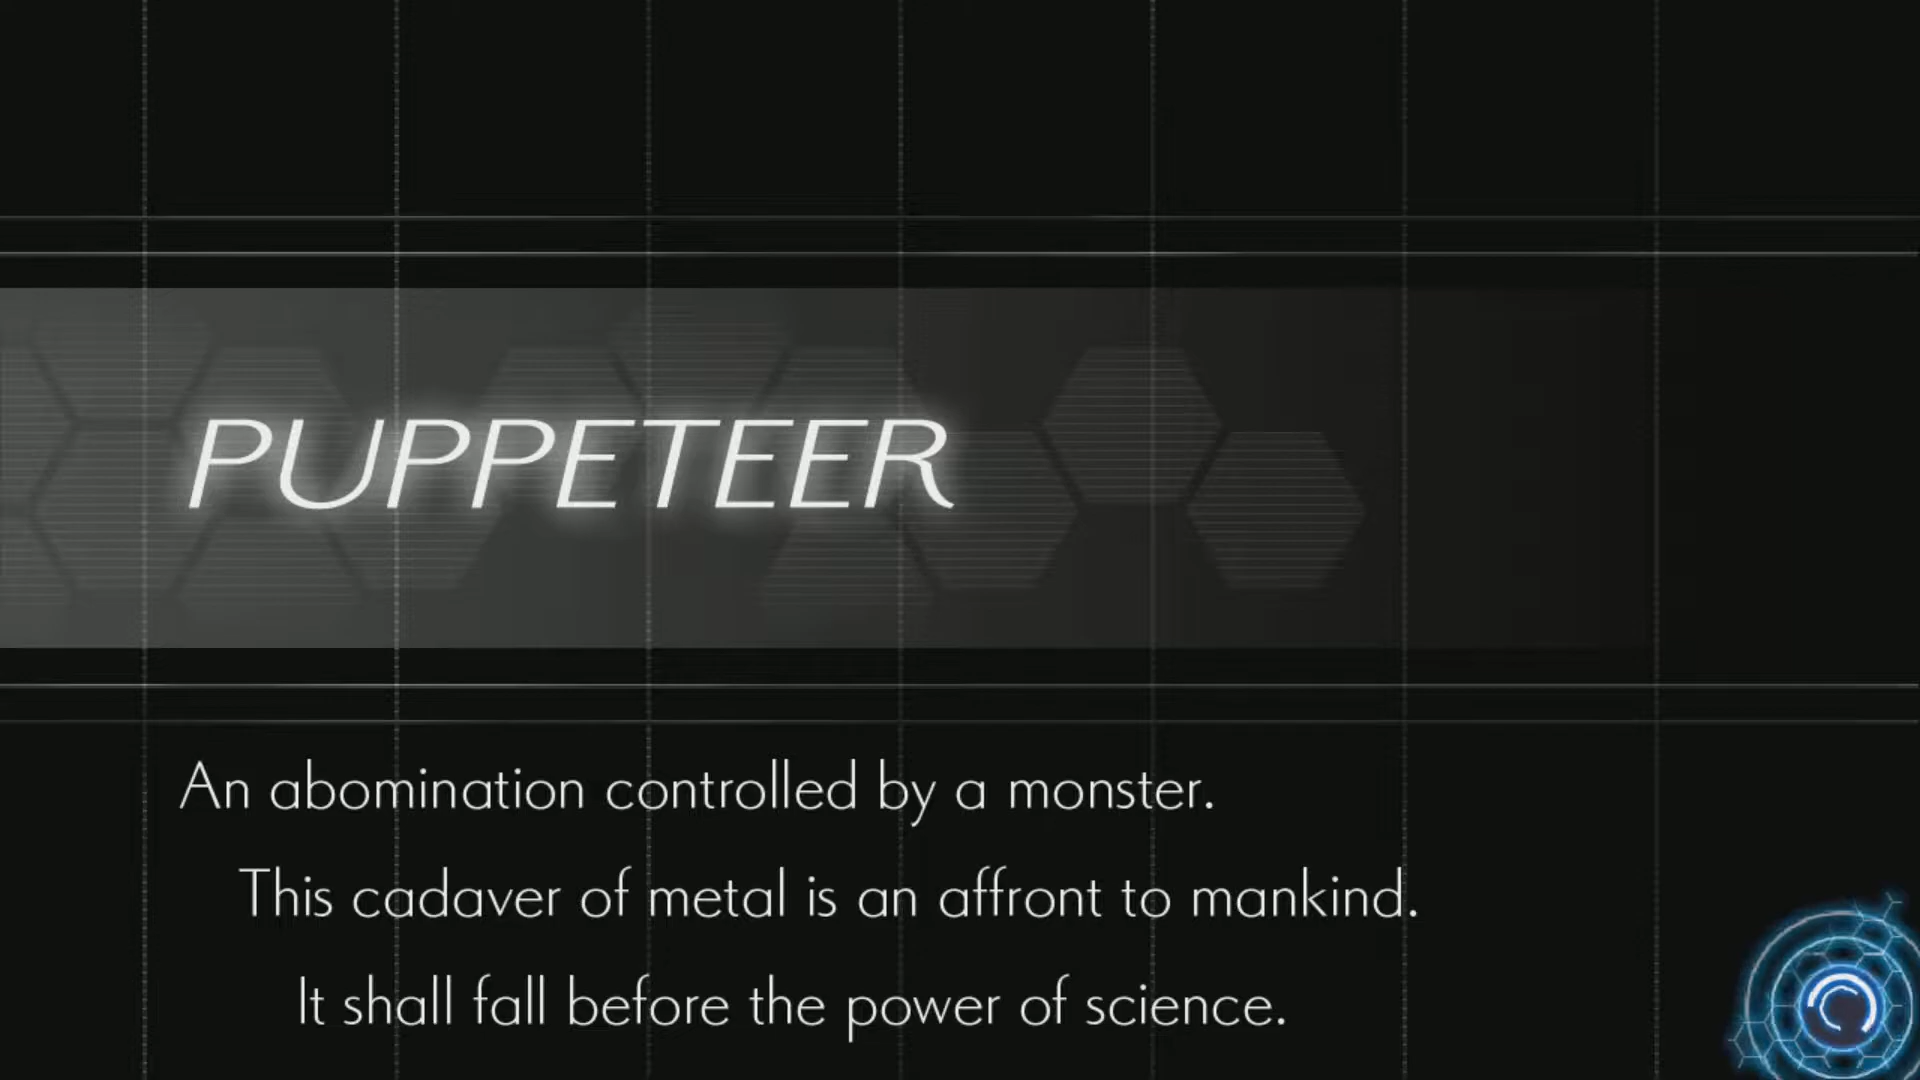 PUPPETEER
An abomination controlled by a monster.
This cadaver of metal is an affront to mankind.
It shall fall before the power of science.